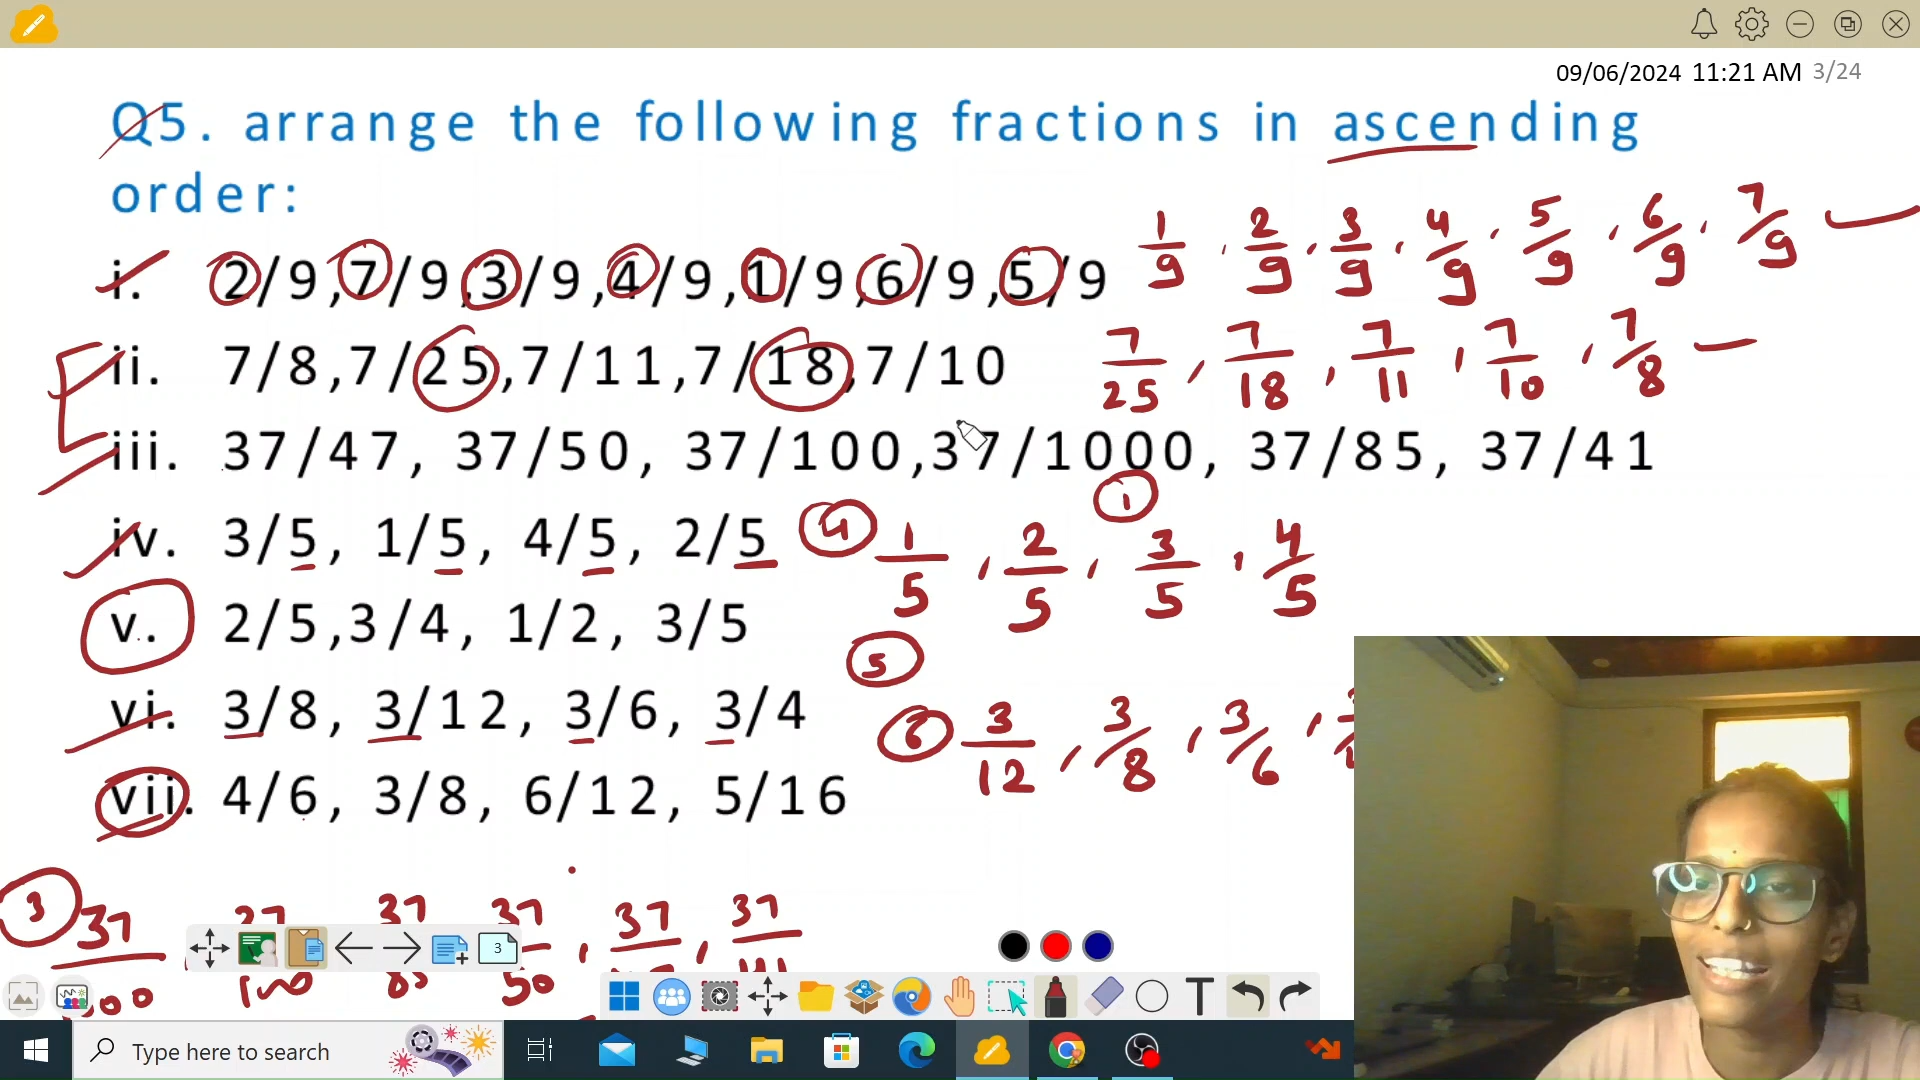 09/06/2024 11:21 AM 3/24
Q5. arrange the following fractions in ascending
order:
i. 2/9,7/9,3/9,4/9,1/9,6/9,5/9
1/9, 2/9, 3/9, 4/9, 5/9, 6/9, 7/9
ii. 7/8,7/25,7/11,7/18,7/10
7/25, 7/18, 7/11, 7/10, 7/8
iii. 37/47, 37/50, 37/100,37/1000, 37/85, 37/41
1
iv. 3/5, 1/5, 4/5, 2/5
4 1/5, 2/5, 3/5, 4/5
v. 2/5,3/4, 1/2, 3/5
5
vi. 3/8, 3/12, 3/6, 3/4
6 3/12, 3/8, 3/6,
vii. 4/6, 3/8, 6/12, 5/16
3 37 37 37 37/50, 37 37
3
T
Type here to search